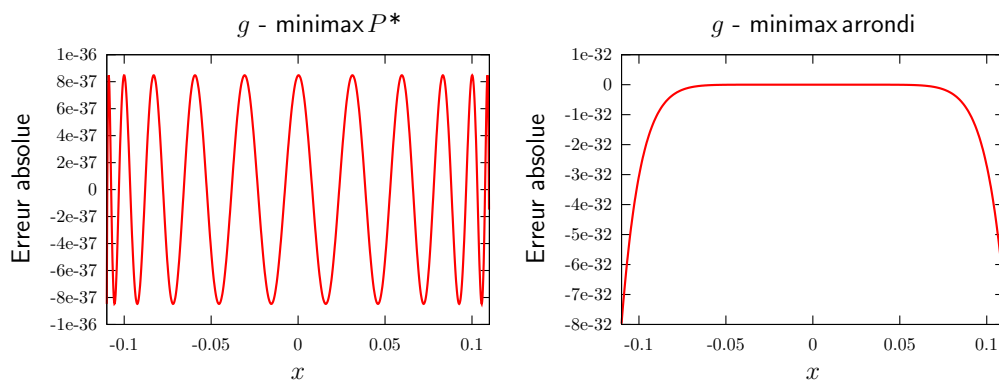 g - minimax P*
1e-36
8e-37
6e-37
4e-37
2e-37
0
-2e-37
-4e-37
-6e-37
-8e-37
-1e-36
Erreur absolue
-0.1
-0.05
0
0.05
0.1
x
g - minimax arrondi
1e-32
0
-1e-32
-2e-32
-3e-32
-4e-32
-5e-32
-6e-32
-7e-32
-8e-32
Erreur absolue
-0.1
-0.05
0
0.05
0.1
x